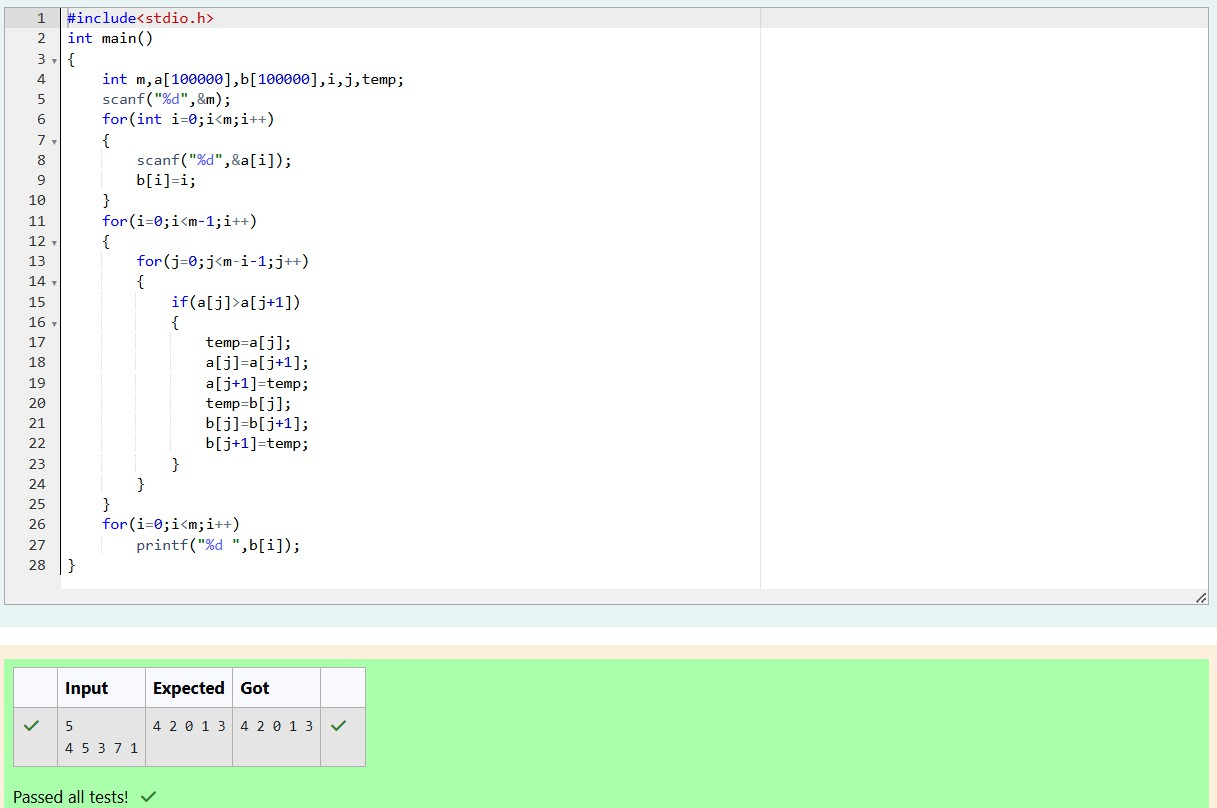 1 #include<stdio.h>
2 int main()
3 {
4     int m,a[100000],b[100000],i,j,temp;
5     scanf("%d",&m);
6     for(int i=0;i<m;i++)
7     {
8         scanf("%d",&a[i]);
9         b[i]=i;
10     }
11     for(i=0;i<m-1;i++)
12     {
13         for(j=0;j<m-i-1;j++)
14         {
15             if(a[j]>a[j+1])
16             {
17                 temp=a[j];
18                 a[j]=a[j+1];
19                 a[j+1]=temp;
20                 temp=b[j];
21                 b[j]=b[j+1];
22                 b[j+1]=temp;
23             }
24         }
25     }
26     for(i=0;i<m;i++)
27         printf("%d ",b[i]);
28 }
Input Expected Got
5 4 2 0 1 3 4 2 0 1 3
4 5 3 7 1
Passed all tests!